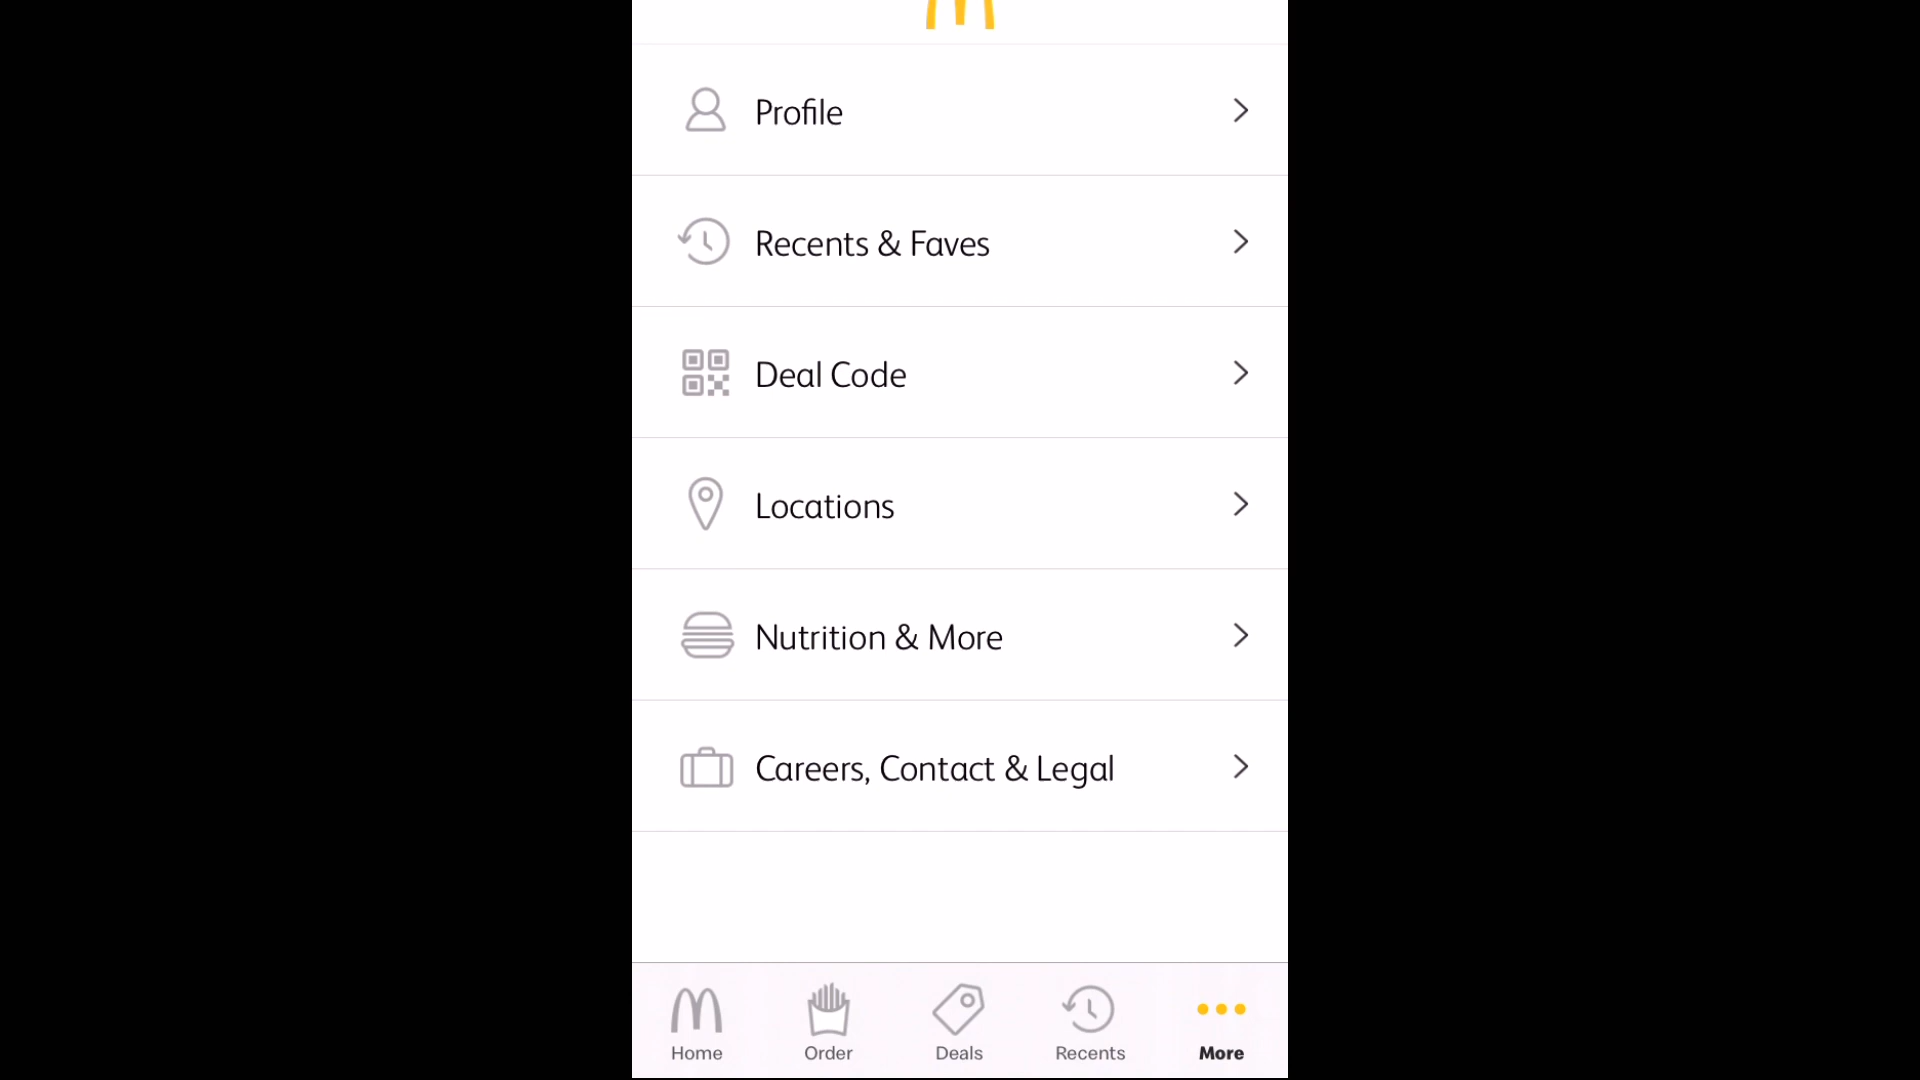 Profile
Recents & Faves
Deal Code
Locations
Nutrition & More
Careers, Contact & Legal
Home
Order
Deals
Recents
More